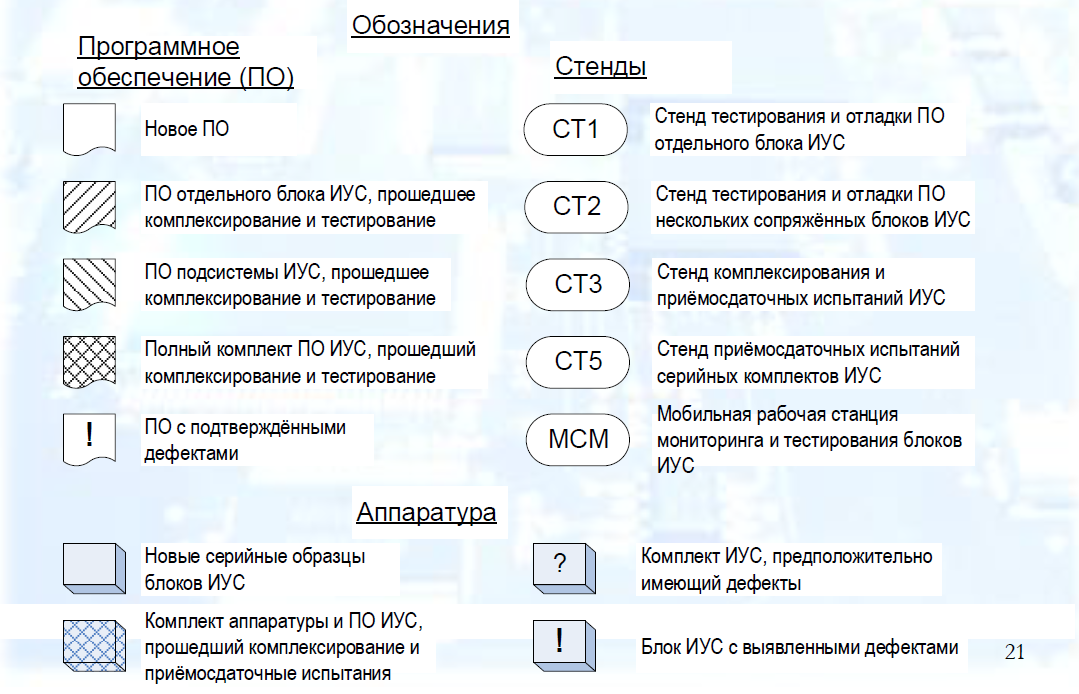 Обозначения
Программное
обеспечение (ПО)
Новое ПО
ПО отдельного блока ИУС, прошедшее
комплексирование и тестирование
ПО подсистемы ИУС, прошедшее
комплексирование и тестирование
Полный комплект ПО ИУС, прошедший
комплексирование и тестирование
!
ПО с подтверждёнными
дефектами
Стенды
СТ1
Стенд тестирования и отладки ПО
отдельного блока ИУС
СТ2
Стенд тестирования и отладки ПО
нескольких сопряжённых блоков ИУС
СТ3
Стенд комплексирования и
приёмосдаточных испытаний ИУС
СТ5
Стенд приёмосдаточных испытаний
серийных комплектов ИУС
МСМ
Мобильная рабочая станция
мониторинга и тестирования блоков
ИУС
Аппаратура
Новые серийные образцы
блоков ИУС
Комплект аппаратуры и ПО ИУС,
прошедший комплексирование и
приёмосдаточные испытания
?
Комплект ИУС, предположительно
имеющий дефекты
!
Блок ИУС с выявленными дефектами
21